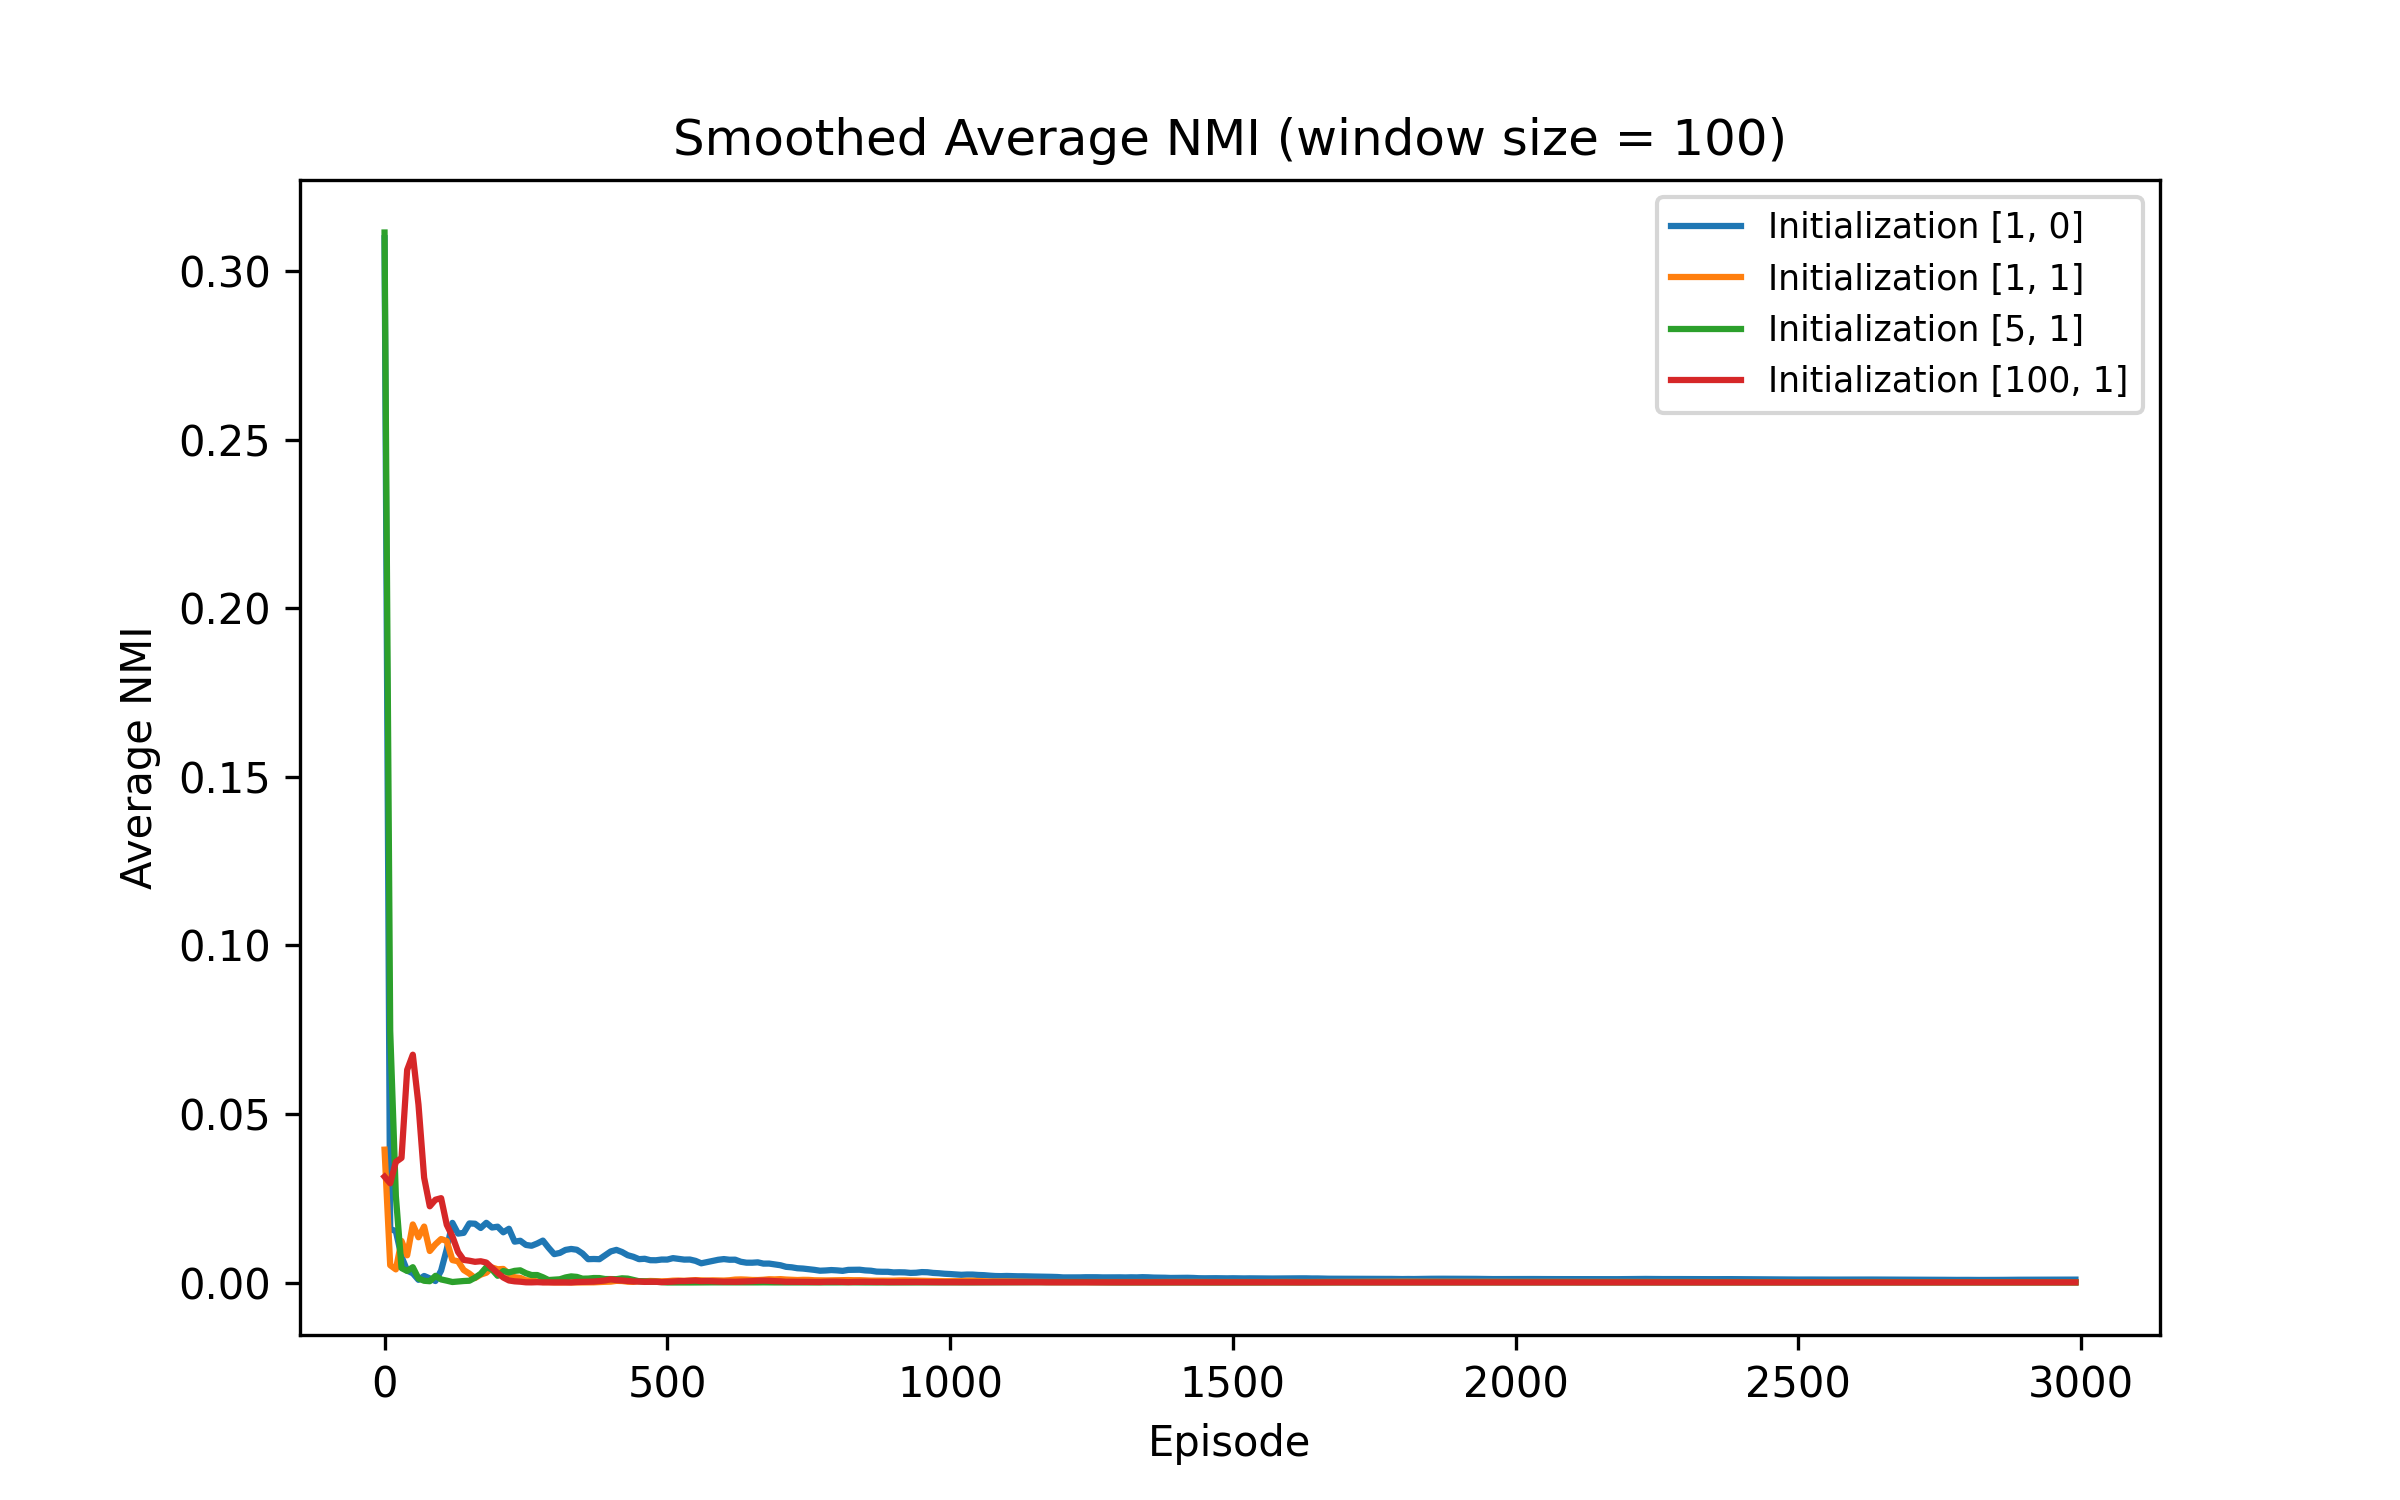 Smoothed Average NMI (window size = 100)
Initialization [1, 0]
Initialization [1, 1]
Initialization [5, 1]
Initialization [100, 1]
Average NMI
0.30
0.25
0.20
0.15
0.10
0.05
0.00
0 500 1000 1500 2000 2500 3000
Episode